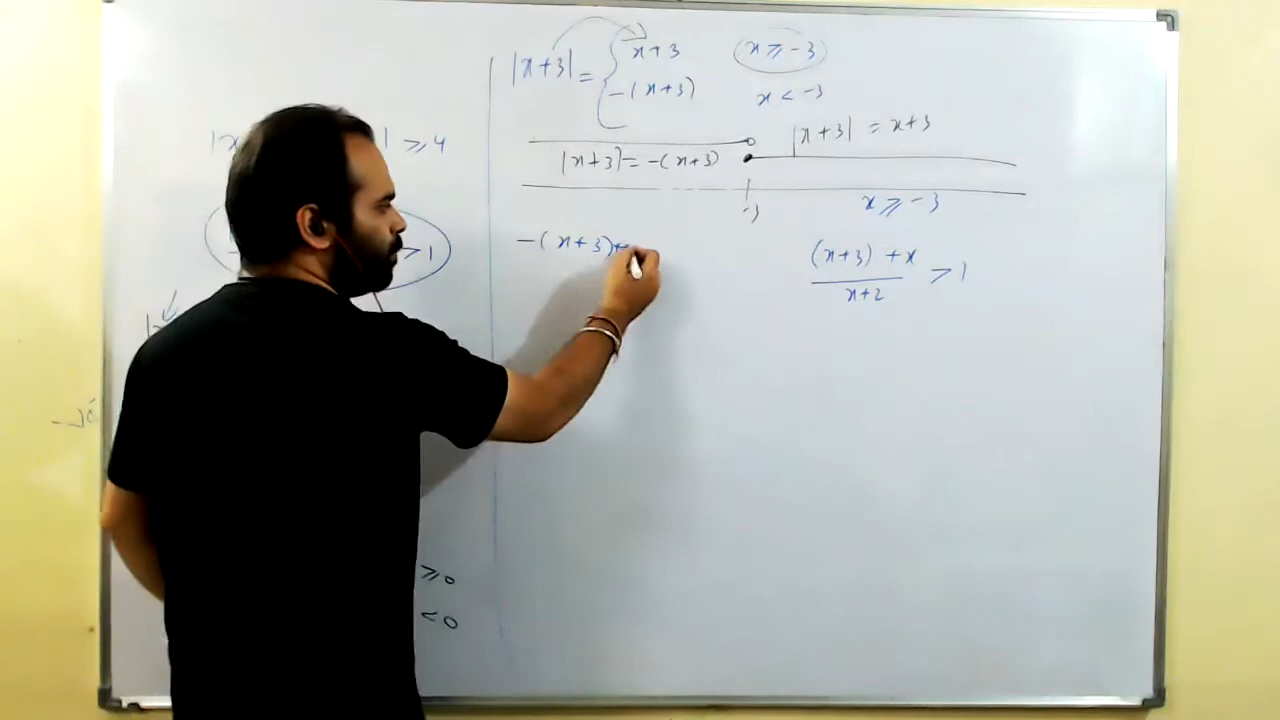 |x ... | ≥ 4
> 1
≥ 0
< 0
|x+3| = { x+3 x ≥ -3
-(x+3) x < -3
|x+3| = x+3
|x+3| = -(x+3)
-3
x ≥ -3
-(x+3)+
(x+3) + x
x+2
> 1